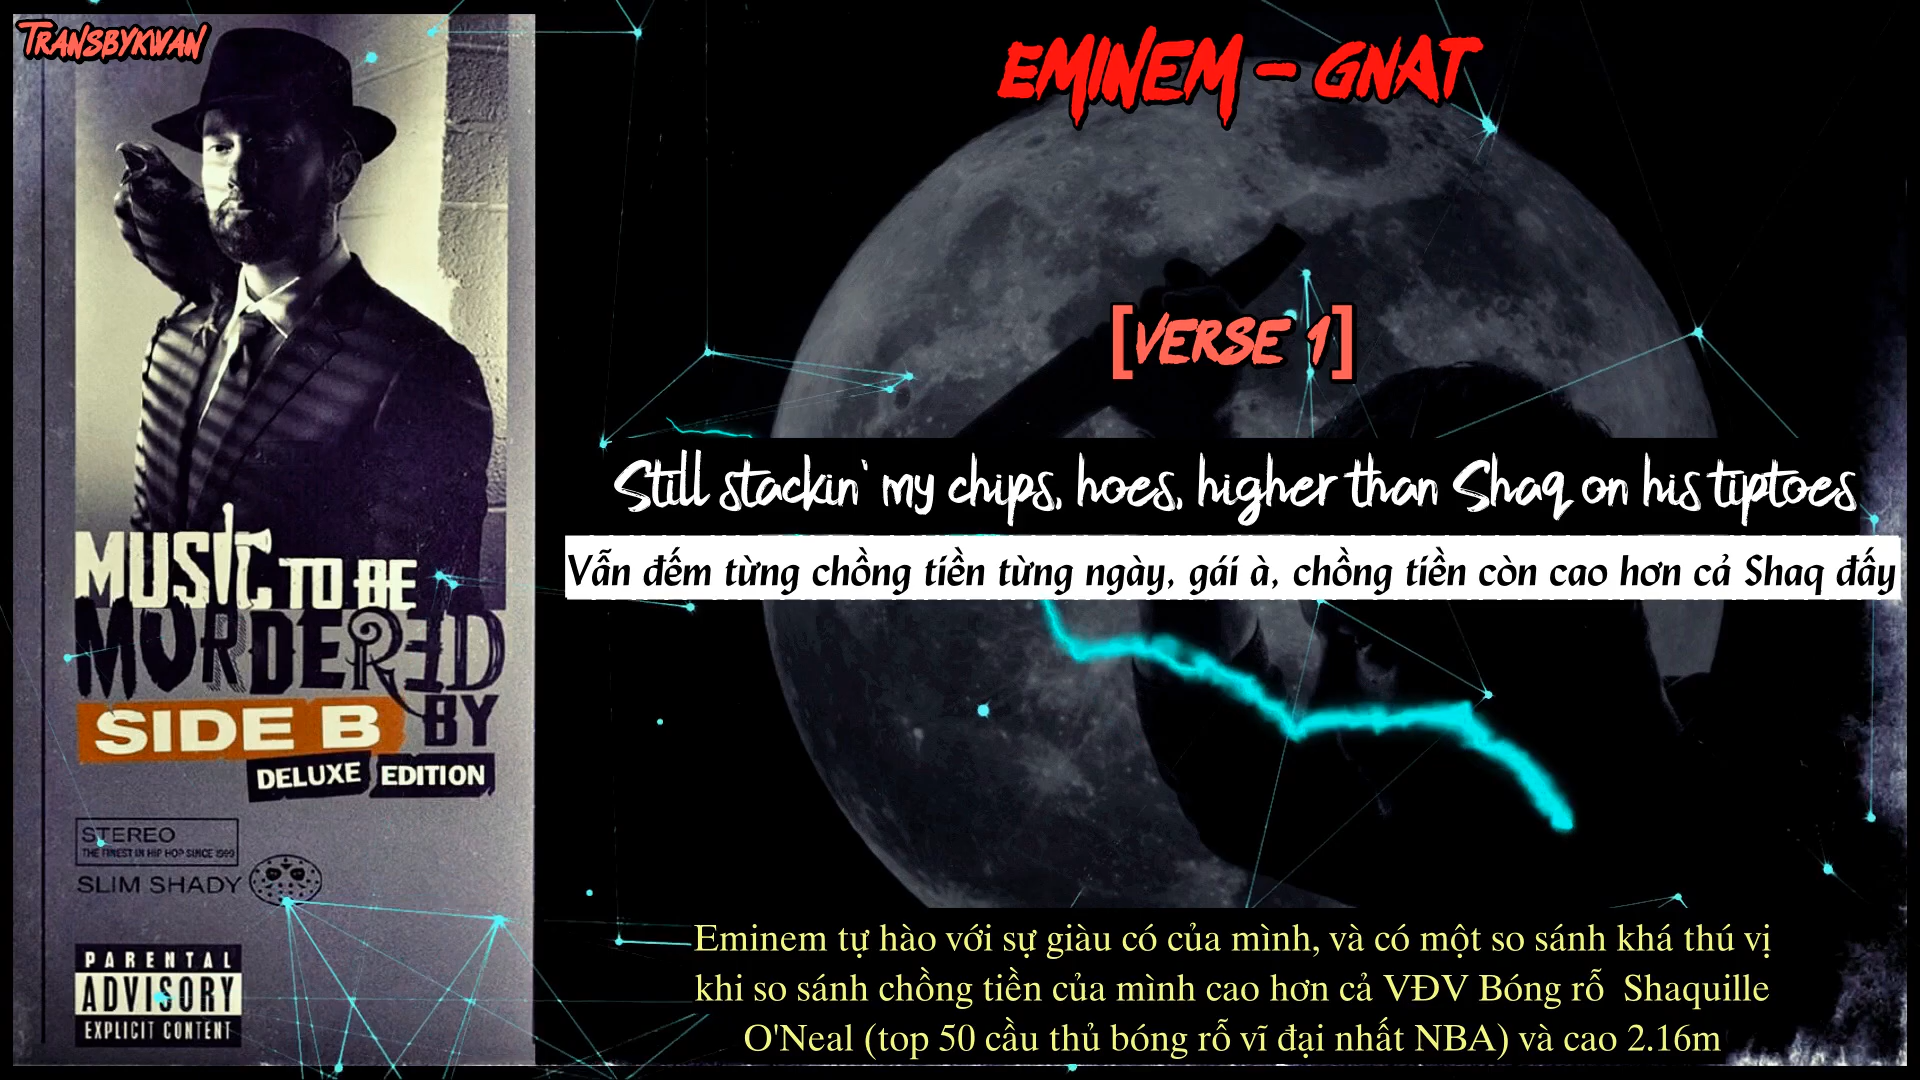 TRANSBYKWAN
EMINEM - GNAT
[VERSE 1]
Still stackin' my chips, hoes, higher than Shaq on his tiptoes
Vẫn đếm từng chồng tiền từng ngày, gái à, chồng tiền còn cao hơn cả Shaq đấy
MUSIC TO BE
MURDERED
BY
SIDE B
DELUXE EDITION
STEREO
THE FINEST IN HIP HOP SINCE 1999
SLIM SHADY
PARENTAL
ADVISORY
EXPLICIT CONTENT
Eminem tự hào với sự giàu có của mình, và có một so sánh khá thú vị
khi so sánh chồng tiền của mình cao hơn cả VĐV Bóng rỗ Shaquille
O'Neal (top 50 cầu thủ bóng rỗ vĩ đại nhất NBA) và cao 2.16m